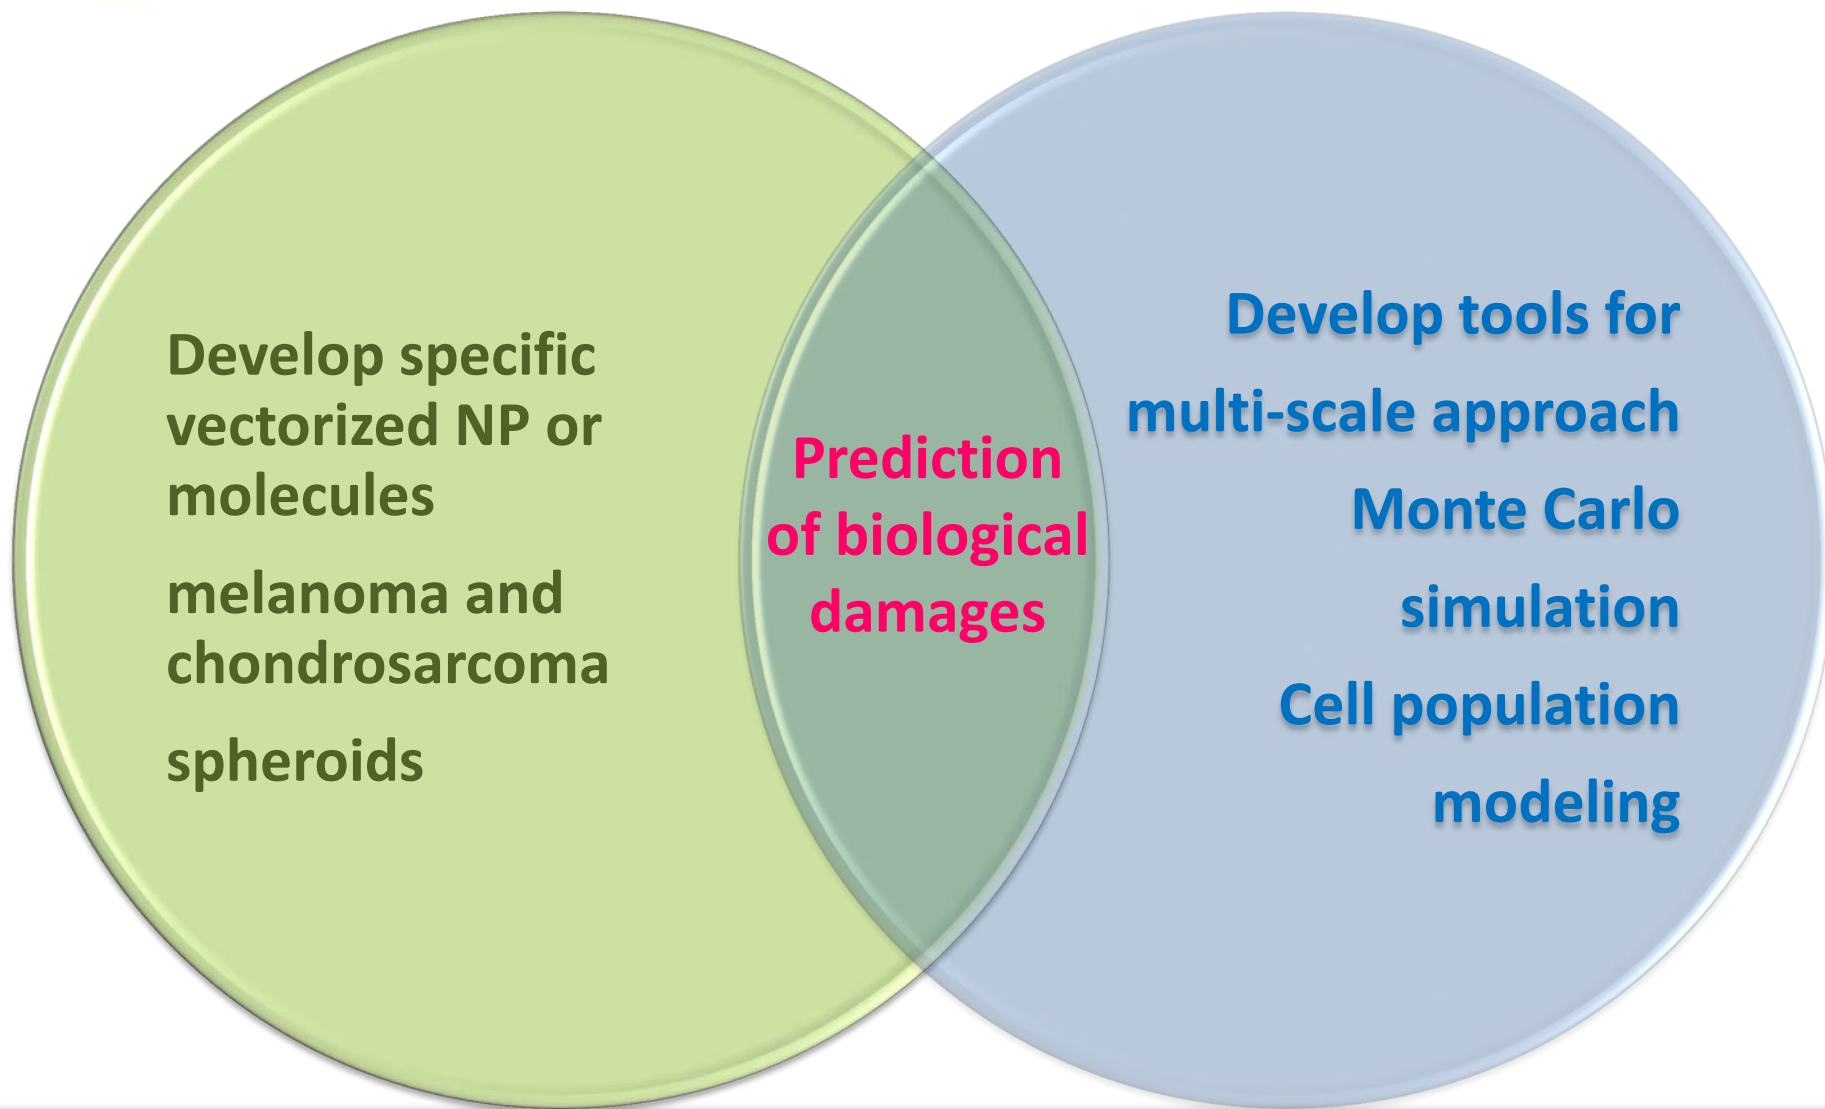 Develop specific
vectorized NP or
molecules
melanoma and
chondrosarcoma
spheroids
Prediction
of biological
damages
Develop tools for
multi-scale approach
Monte Carlo
simulation
Cell population
modeling